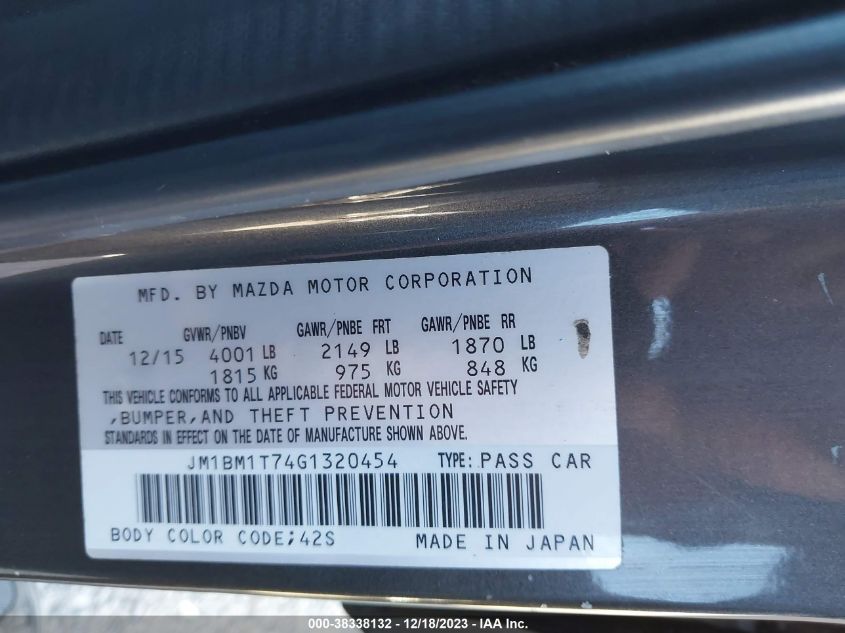 MFD. BY MAZDA MOTOR CORPORATION
DATE GVWR/PNBV GAWR/PNBE FRT GAWR/PNBE RR
12/15 4001 LB 2149 LB 1870 LB
1815 KG 975 KG 848 KG
THIS VEHICLE CONFORMS TO ALL APPLICABLE FEDERAL MOTOR VEHICLE SAFETY
,BUMPER,AND THEFT PREVENTION
STANDARDS IN EFFECT ON THE DATE OF MANUFACTURE SHOWN ABOVE.
JM1BM1T74G1320454 TYPE: PASS CAR
BODY COLOR CODE;42S MADE IN JAPAN
000-38338132 - 12/18/2023 - IAA Inc.